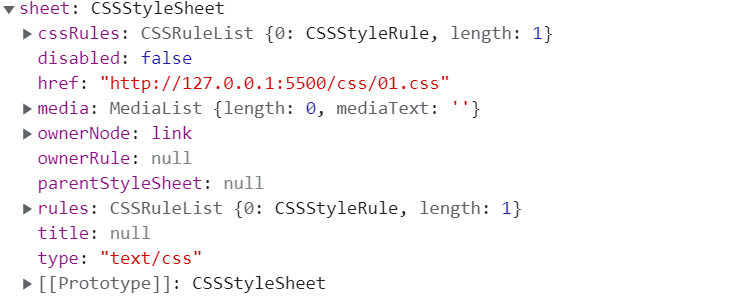 sheet: CSSStyleSheet
cssRules: CSSRuleList {0: CSSStyleRule, length: 1}
disabled: false
href: "http://127.0.0.1:5500/css/01.css"
media: MediaList {length: 0, mediaText: ''}
ownerNode: link
ownerRule: null
parentStyleSheet: null
rules: CSSRuleList {0: CSSStyleRule, length: 1}
title: null
type: "text/css"
[[Prototype]]: CSSStyleSheet